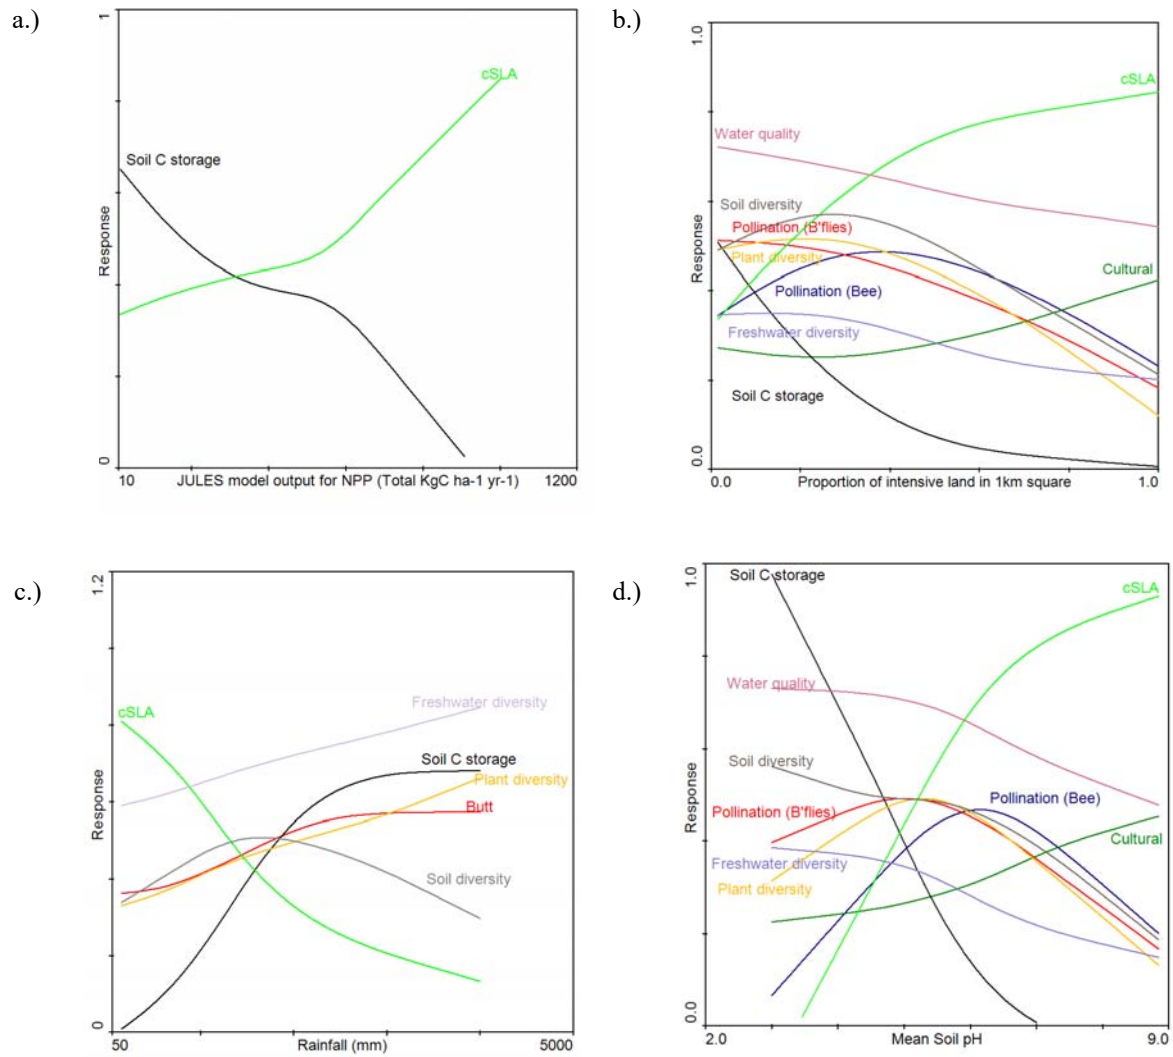 a.)
1
cSLA
Soil C storage
Response
0
10 JULES model output for NPP (Total KgC ha-1 yr-1) 1200
b.)
1.0
cSLA
Water quality
Soil diversity
Pollination (B'flies)
Plant diversity
Response
Cultural
Pollination (Bee)
Freshwater diversity
Soil C storage
0.0
0.0 Proportion of intensive land in 1km square 1.0
c.)
1.2
Freshwater diversity
cSLA
Soil C storage
Plant diversity
Butt
Response
Soil diversity
0
50 Rainfall (mm) 5000
d.)
1.0
Soil C storage
cSLA
Water quality
Soil diversity
Pollination (Bee)
Pollination (B'flies)
Response
Cultural
Freshwater diversity
Plant diversity
0.0
2.0 Mean Soil pH 9.0